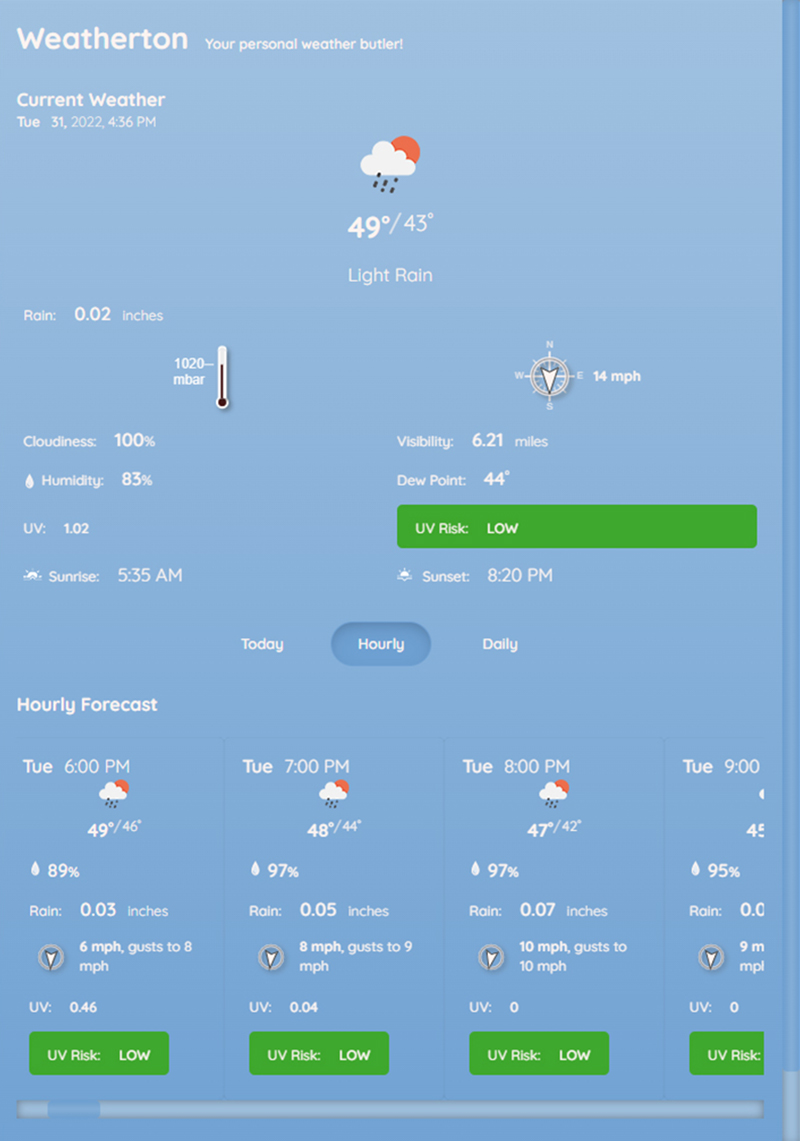 Weatherton Your personal weather butler!
Current Weather
Tue 31, 2022, 4:36 PM
49°/43°
Light Rain
Rain: 0.02 inches
1020
mbar
N
W E
S
14 mph
Cloudiness: 100% Visibility: 6.21 miles
Humidity: 83% Dew Point: 44°
UV: 1.02 UV Risk: LOW
Sunrise: 5:35 AM Sunset: 8:20 PM
Today Hourly Daily
Hourly Forecast
Tue 6:00 PM
49°/46°
89%
Rain: 0.03 inches
6 mph, gusts to 8
mph
UV: 0.46
UV Risk: LOW
Tue 7:00 PM
48°/44°
97%
Rain: 0.05 inches
8 mph, gusts to 9
mph
UV: 0.04
UV Risk: LOW
Tue 8:00 PM
47°/42°
97%
Rain: 0.07 inches
10 mph, gusts to
10 mph
UV: 0
UV Risk: LOW
Tue 9:00
45
95%
Rain: 0.0
9 m
mph
UV: 0
UV Risk: